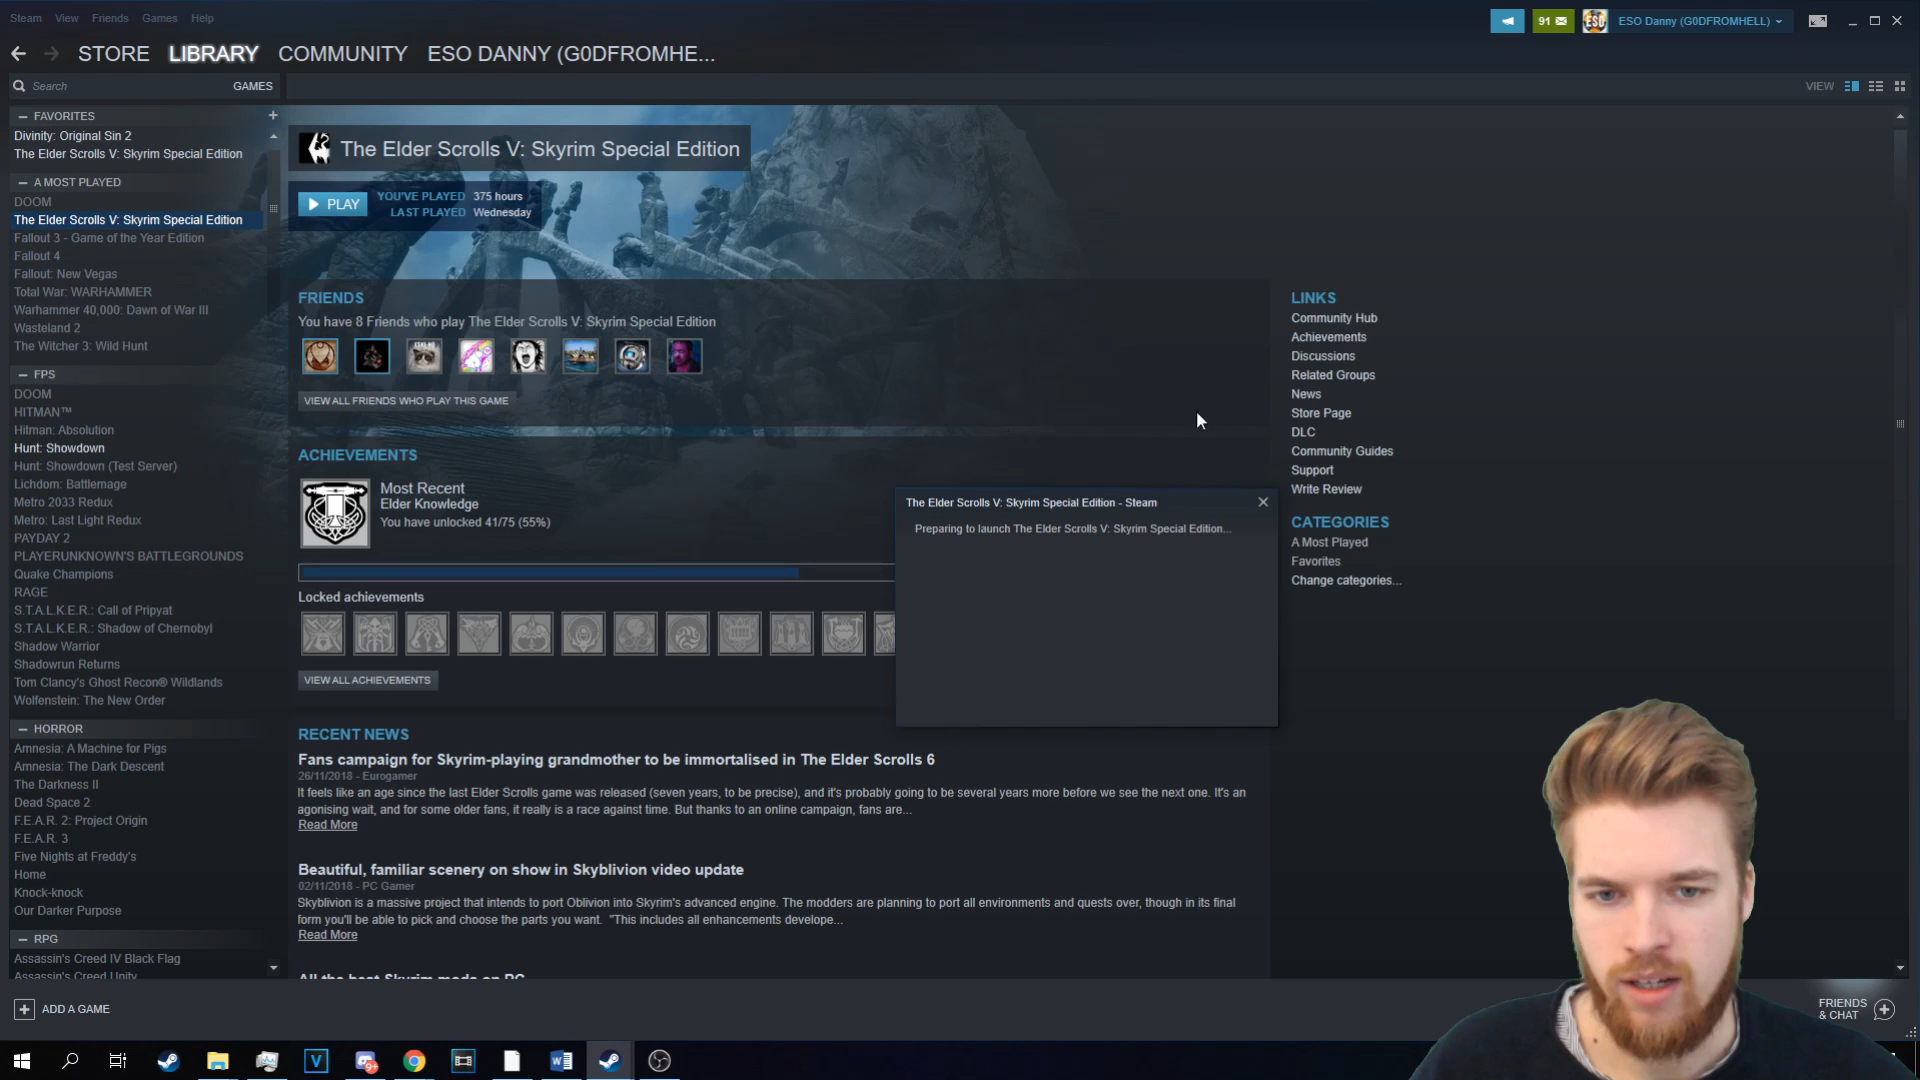 Steam View Friends Games Help
91
ESO Danny (G0DFROMHELL)
STORE LIBRARY COMMUNITY ESO DANNY (G0DFROMHE...
Search GAMES
VIEW
— FAVORITES +
Divinity: Original Sin 2
The Elder Scrolls V: Skyrim Special Edition
— A MOST PLAYED
DOOM
The Elder Scrolls V: Skyrim Special Edition
Fallout 3 - Game of the Year Edition
Fallout 4
Fallout: New Vegas
Total War: WARHAMMER
Warhammer 40,000: Dawn of War III
Wasteland 2
The Witcher 3: Wild Hunt
— FPS
DOOM
HITMAN™
Hitman: Absolution
Hunt: Showdown
Hunt: Showdown (Test Server)
Lichdom: Battlemage
Metro 2033 Redux
Metro: Last Light Redux
PAYDAY 2
PLAYERUNKNOWN'S BATTLEGROUNDS
Quake Champions
RAGE
S.T.A.L.K.E.R.: Call of Pripyat
S.T.A.L.K.E.R.: Shadow of Chernobyl
Shadow Warrior
Shadowrun Returns
Tom Clancy's Ghost Recon® Wildlands
Wolfenstein: The New Order
— HORROR
Amnesia: A Machine for Pigs
Amnesia: The Dark Descent
The Darkness II
Dead Space 2
F.E.A.R. 2: Project Origin
F.E.A.R. 3
Five Nights at Freddy's
Home
Knock-knock
Our Darker Purpose
— RPG
Assassin's Creed IV Black Flag
Assassin's Creed Unity
The Elder Scrolls V: Skyrim Special Edition
PLAY
YOU'VE PLAYED 375 hours
LAST PLAYED Wednesday
FRIENDS
You have 8 Friends who play The Elder Scrolls V: Skyrim Special Edition
VIEW ALL FRIENDS WHO PLAY THIS GAME
ACHIEVEMENTS
Most Recent
Elder Knowledge
You have unlocked 41/75 (55%)
Locked achievements
VIEW ALL ACHIEVEMENTS
The Elder Scrolls V: Skyrim Special Edition - Steam
Preparing to launch The Elder Scrolls V: Skyrim Special Edition...
RECENT NEWS
Fans campaign for Skyrim-playing grandmother to be immortalised in The Elder Scrolls 6
26/11/2018 - Eurogamer
It feels like an age since the last Elder Scrolls game was released (seven years, to be precise), and it's probably going to be several years more before we see the next one. It's an
agonising wait, and for some older fans, it really is a race against time. But thanks to an online campaign, fans are...
Read More
Beautiful, familiar scenery on show in Skyblivion video update
02/11/2018 - PC Gamer
Skyblivion is a massive project that intends to port Oblivion into Skyrim's advanced engine. The modders are planning to port all environments and quests over, though in its final
form you'll be able to pick and choose the parts you want. "This includes all enhancements develope...
Read More
All the best Skyrim mods on PC
LINKS
Community Hub
Achievements
Discussions
Related Groups
News
Store Page
DLC
Community Guides
Support
Write Review
CATEGORIES
A Most Played
Favorites
Change categories...
+ ADD A GAME
FRIENDS
& CHAT